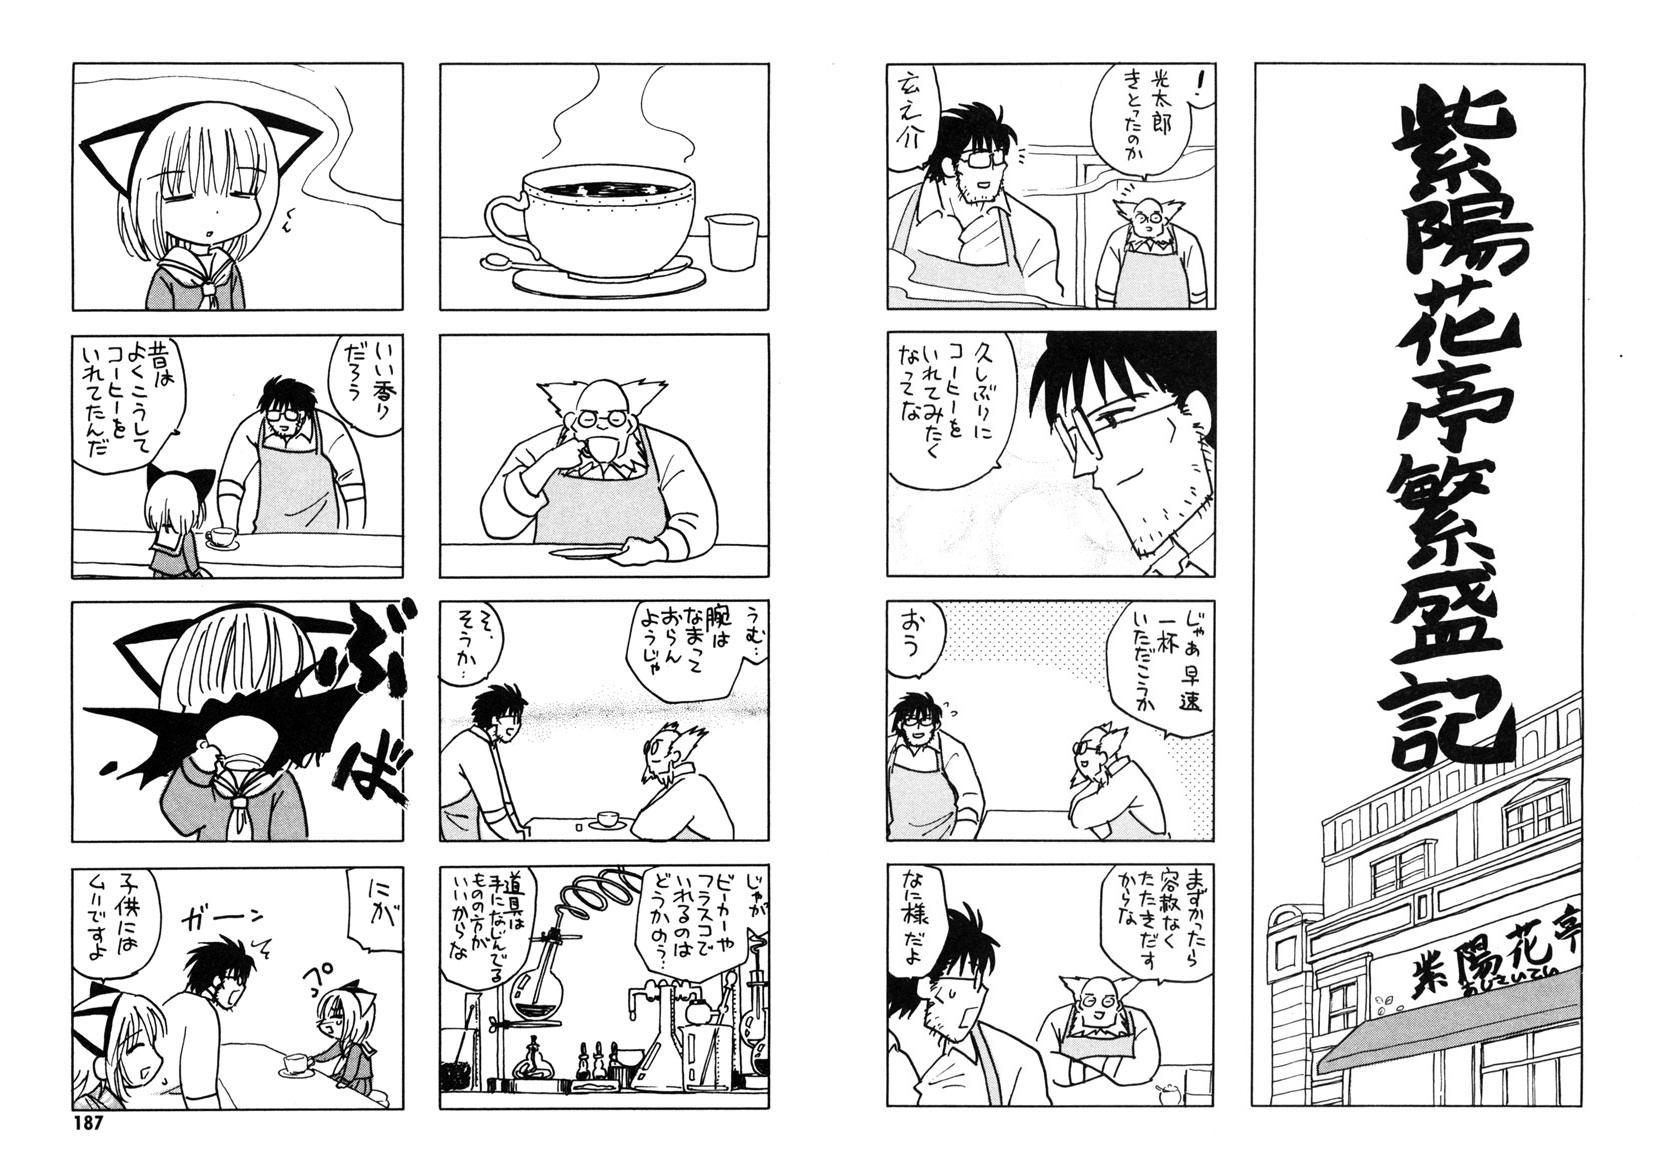 紫陽花亭繁盛記
紫陽花亭
あじさいてい
！
光太郎
きとったのか
玄之介
久しぶりに
コーヒーを
いれてみたく
なってな
じゃあ早速
一杯
いただこうか
おう
まずかったら
容赦なく
たたきだす
からな
なに様だよ
うむ…
腕は
なまって
おらん
ようじゃ
そ、
そうか…
じゃが
ビーカーや
フラスコで
いれるのは
どうかのう…
道具は
手になじんでる
ものの方が
いいからな
いい香り
だろう
昔は
よくこうして
コーヒーを
いれてたんだ
ぶば
にが
プつ
ガーン
子供には
ムリですよ
187